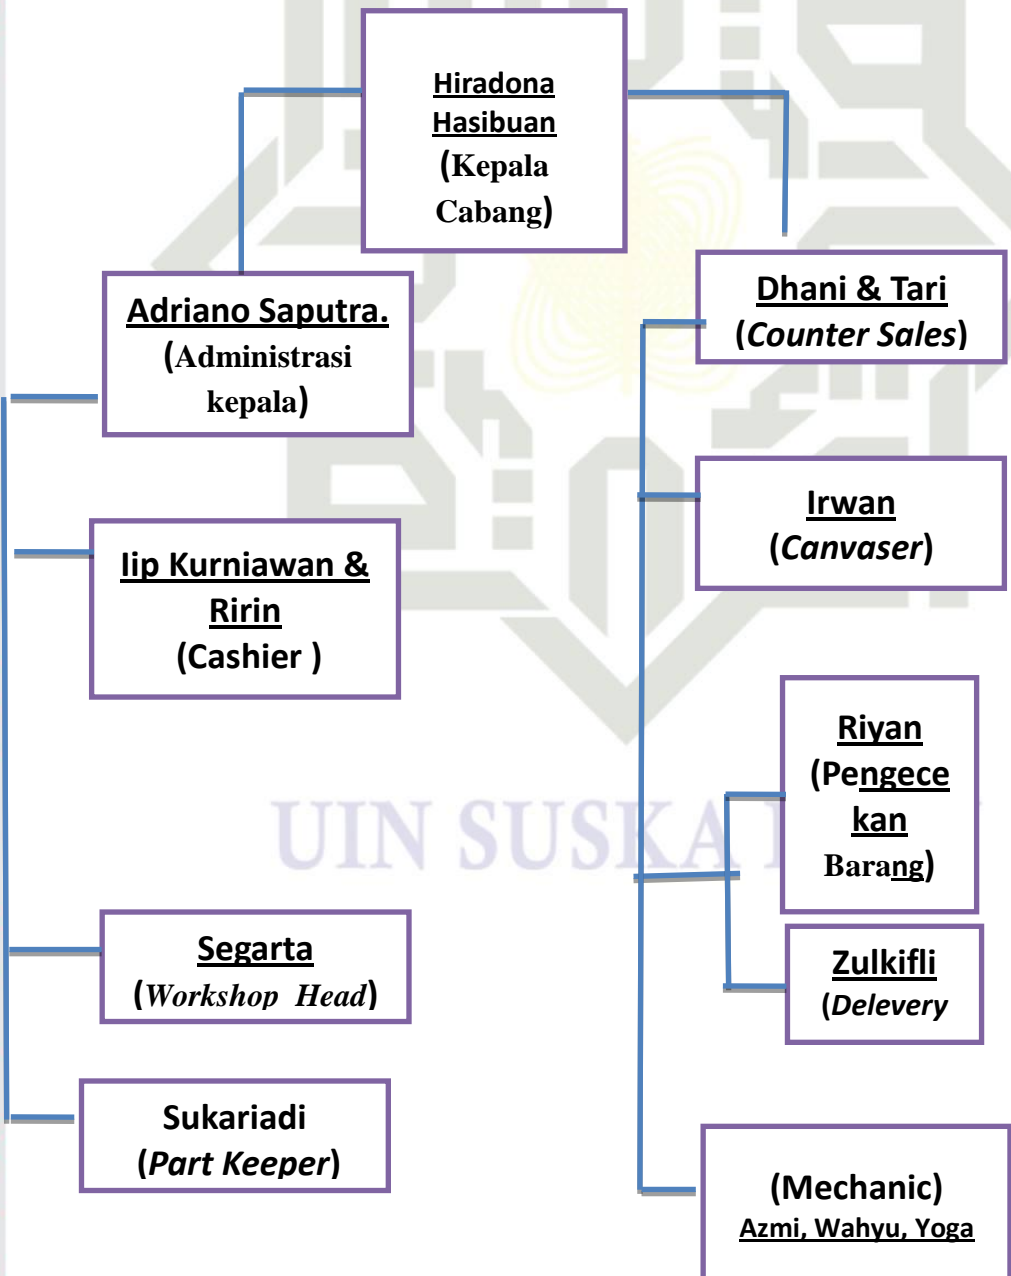 Hiradona
Hasibuan
(Kepala
Cabang)
Adriano Saputra.
(Administrasi
kepala)
Dhani & Tari
(Counter Sales)
Iip Kurniawan &
Ririn
(Cashier )
Irwan
(Canvaser)
Riyan
(Pengece
kan
Barang)
Segarta
(Workshop Head)
Zulkifli
(Delevery
Sukariadi
(Part Keeper)
(Mechanic)
Azmi, Wahyu, Yoga
UIN SUSKA